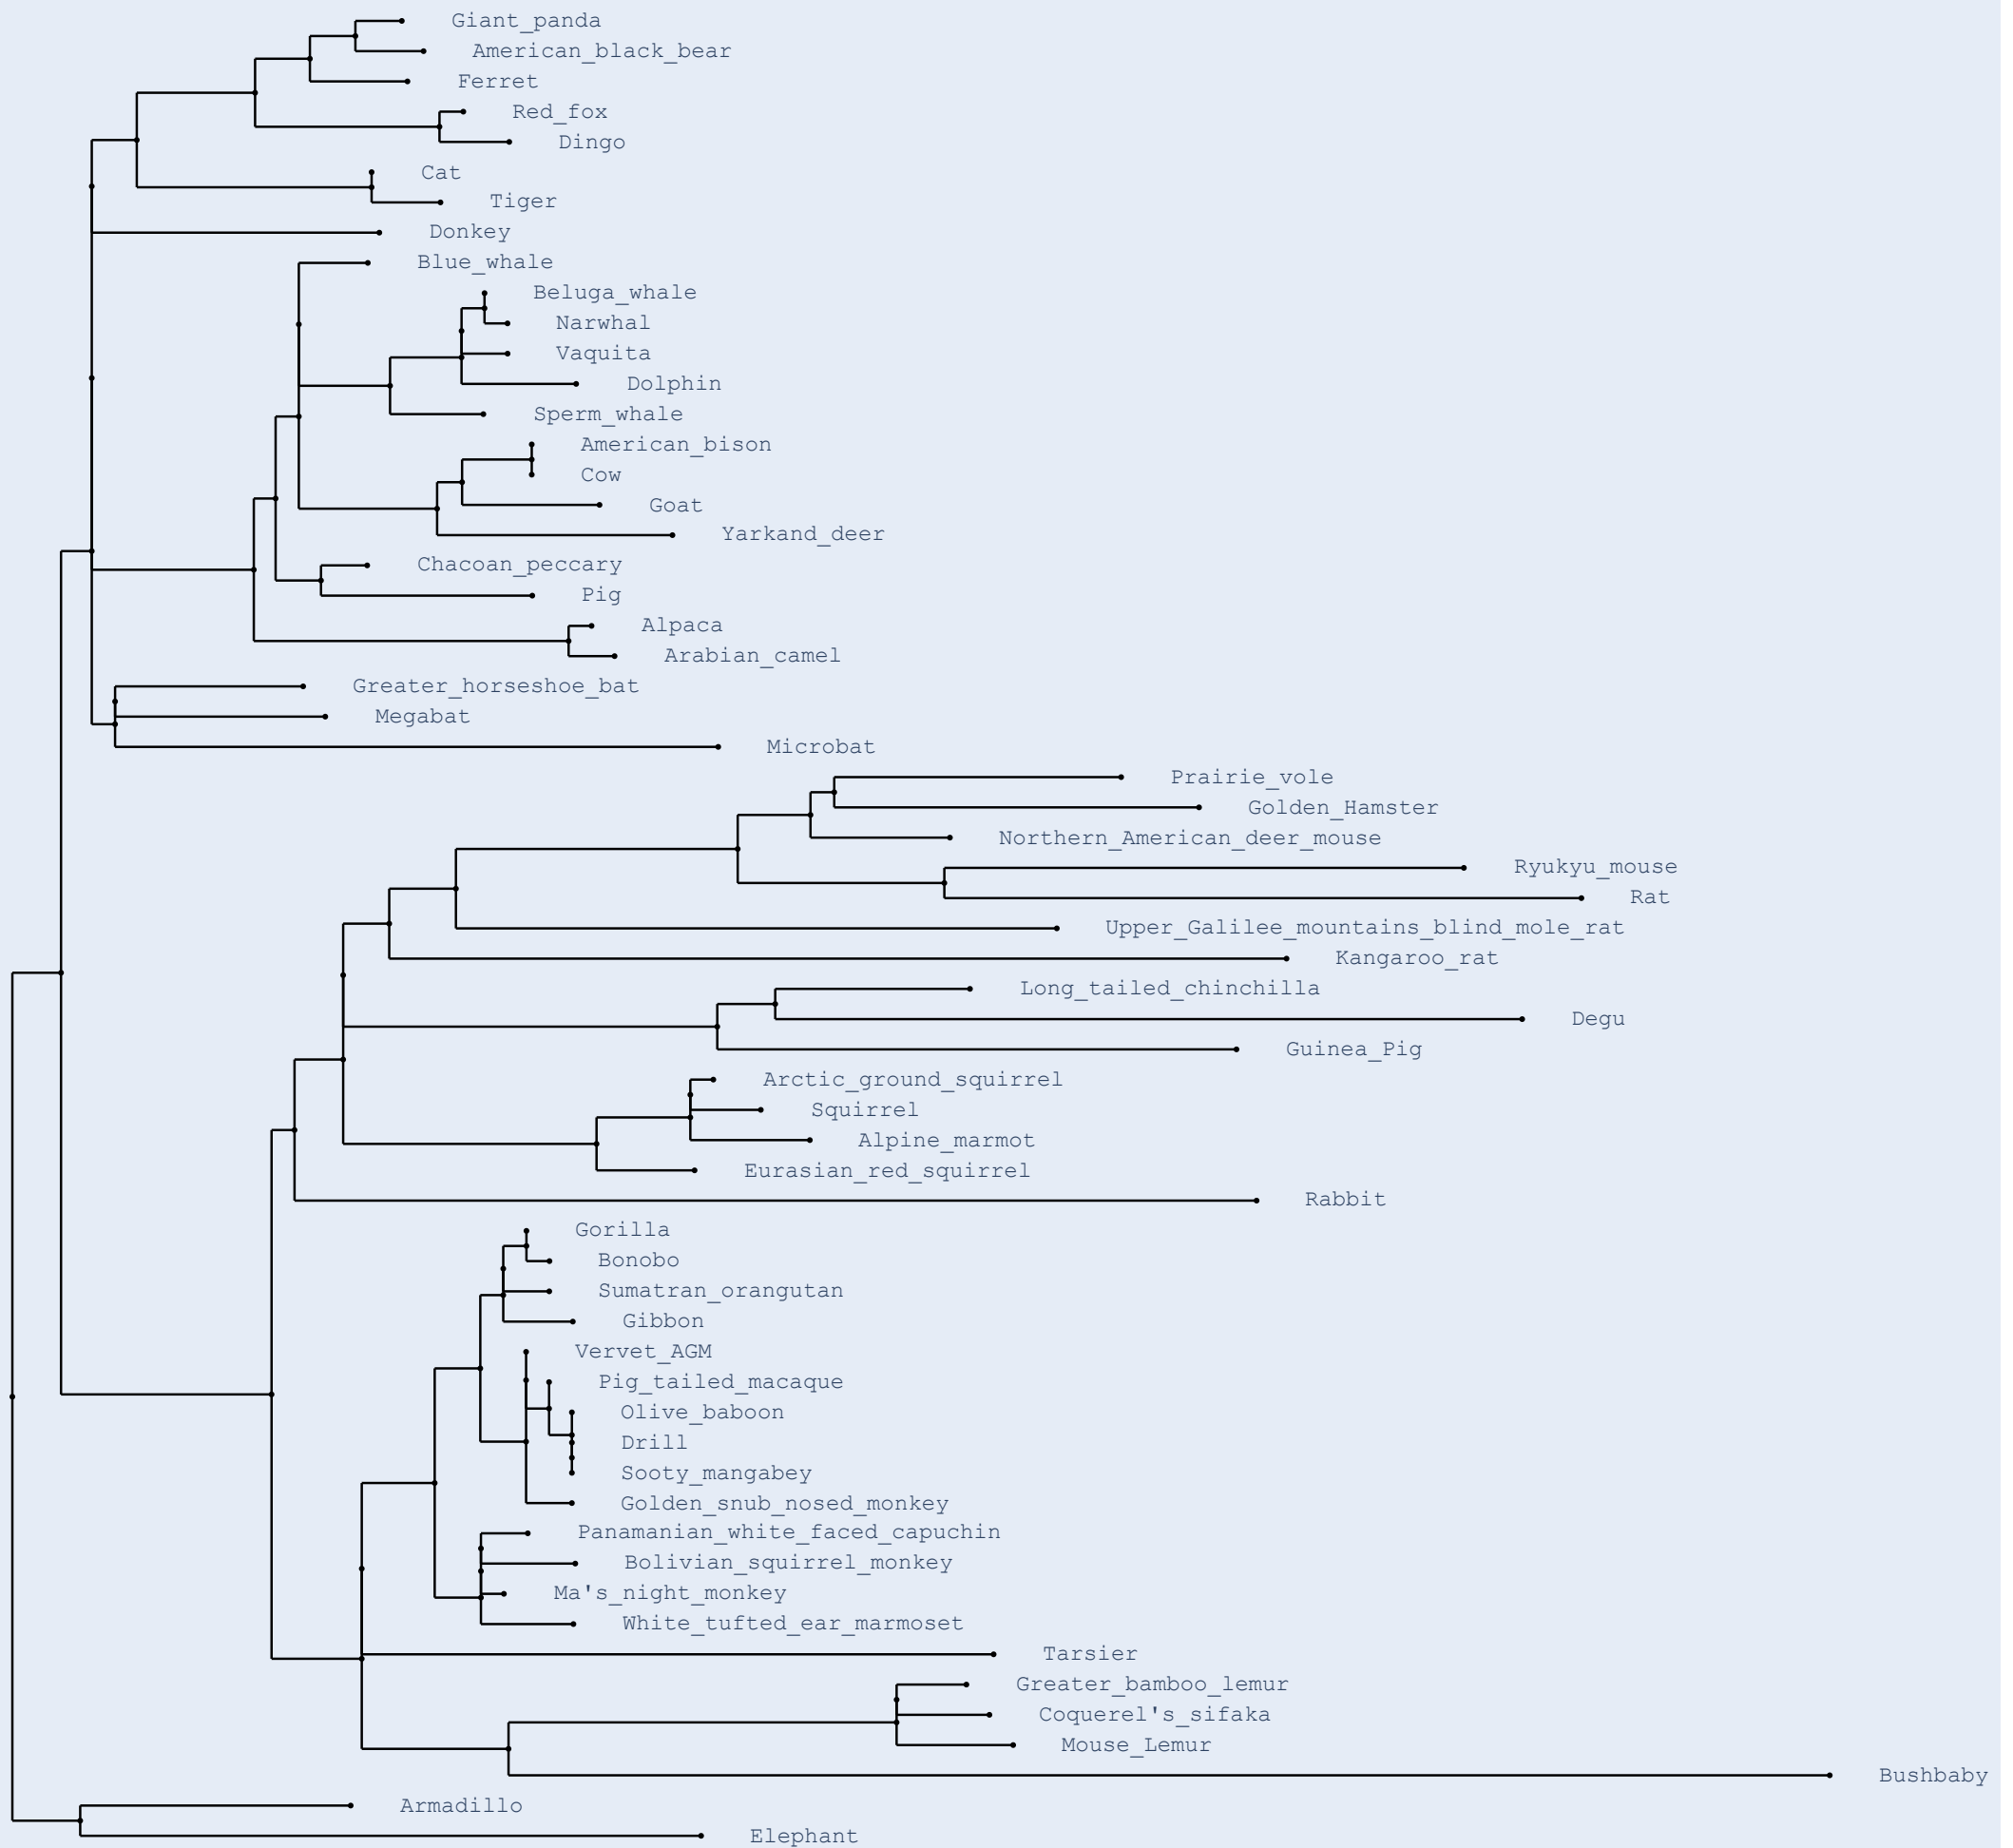 Giant_panda
American_black_bear
Ferret
Red_fox
Dingo
Cat
Tiger
Donkey
Blue_whale
Beluga_whale
Narwhal
Vaquita
Dolphin
Sperm_whale
American_bison
Cow
Goat
Yarkand_deer
Chacoan_peccary
Pig
Alpaca
Arabian_camel
Greater_horseshoe_bat
Megabat
Microbat
Prairie_vole
Golden_Hamster
Northern_American_deer_mouse
Ryukyu_mouse
Rat
Upper_Galilee_mountains_blind_mole_rat
Kangaroo_rat
Long_tailed_chinchilla
Degu
Guinea_Pig
Arctic_ground_squirrel
Squirrel
Alpine_marmot
Eurasian_red_squirrel
Rabbit
Gorilla
Bonobo
Sumatran_orangutan
Gibbon
Vervet_AGM
Pig_tailed_macaque
Olive_baboon
Drill
Sooty_mangabey
Golden_snub_nosed_monkey
Panamanian_white_faced_capuchin
Bolivian_squirrel_monkey
Ma's_night_monkey
White_tufted_ear_marmoset
Tarsier
Greater_bamboo_lemur
Coquerel's_sifaka
Mouse_Lemur
Bushbaby
Armadillo
Elephant